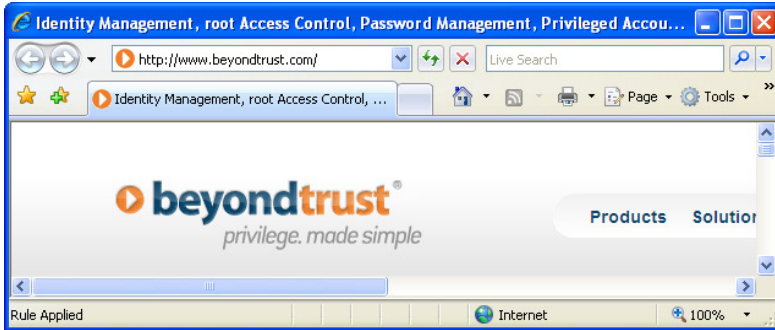 Identity Management, root Access Control, Password Management, Privileged Accou...
http://www.beyondtrust.com/
Live Search
Identity Management, root Access Control, ...
Page
Tools
»
beyondtrust®
privilege. made simple
Products Solution
Rule Applied
Internet
100%